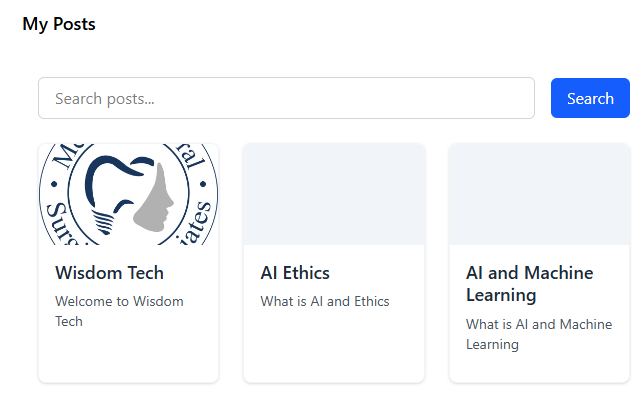 My Posts
Search posts...
Search
Surgi
Wisdom Tech
Welcome to Wisdom
Tech
AI Ethics
What is AI and Ethics
AI and Machine
Learning
What is AI and Machine
Learning